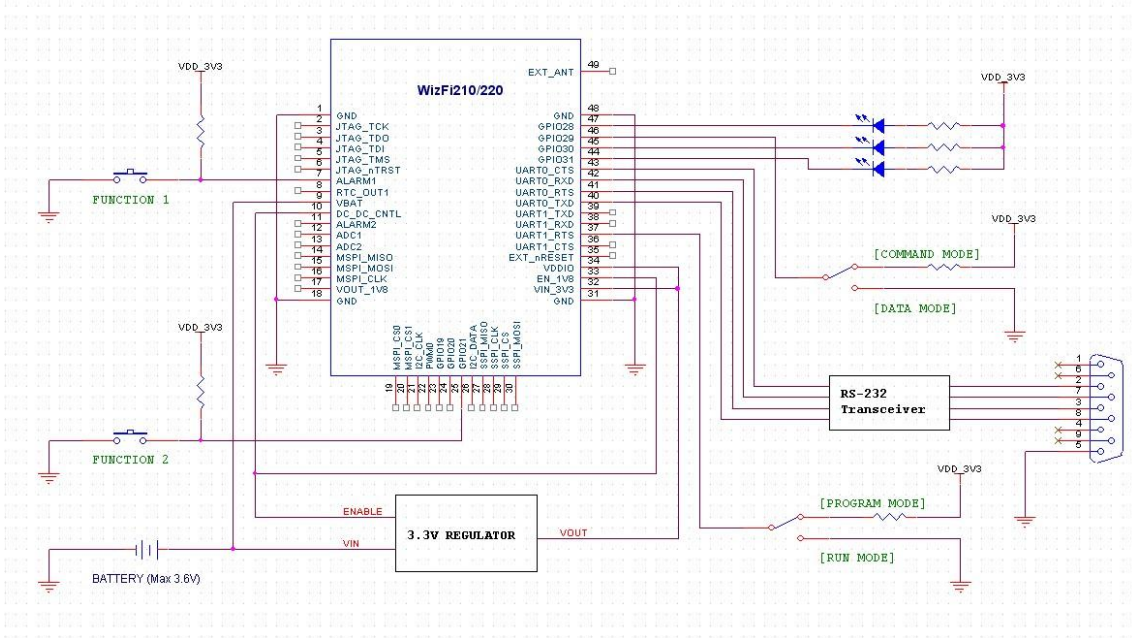 VDD_3V3
FUNCTION 1
VDD_3V3
FUNCTION 2
BATTERY (Max 3.6V)
WizFi210/220
1 GND
2 JTAG_TCK
3 JTAG_TDO
4 JTAG_TDI
5 JTAG_TMS
6 JTAG_nTRST
7 ALARM1
8 RTC_OUT1
9 VBAT
10 DC_DC_CNTL
11 ALARM2
12 ADC1
13 ADC2
14 MSPI_MISO
15 MSPI_MOSI
16 MSPI_CLK
17 VOUT_1V8
18 GND
MSPI_CS0 19
MSPI_CS1 20
I2C_CLK 21
PWM0 22
GPIO19 23
GPIO20 24
GPIO21 25
I2C_DATA 26
SSPI_MISO 27
SSPI_CLK 28
SSPI_CS 29
SSPI_MOSI 30
EXT_ANT 49
GND 48
GPIO28 47
GPIO29 46
GPIO30 45
GPIO31 44
UART0_CTS 43
UART0_RXD 42
UART0_RTS 41
UART0_TXD 40
UART1_TXD 39
UART1_RXD 38
UART1_RTS 37
UART1_CTS 36
EXT_nRESET 35
VDDIO 34
EN_1V8 33
VIN_3V3 32
GND 31
ENABLE
VIN
3.3V REGULATOR
VOUT
VDD_3V3
VDD_3V3
[COMMAND MODE]
[DATA MODE]
RS-232
Transceiver
1
6
2
7
3
8
4
9
5
VDD_3V3
[PROGRAM MODE]
[RUN MODE]